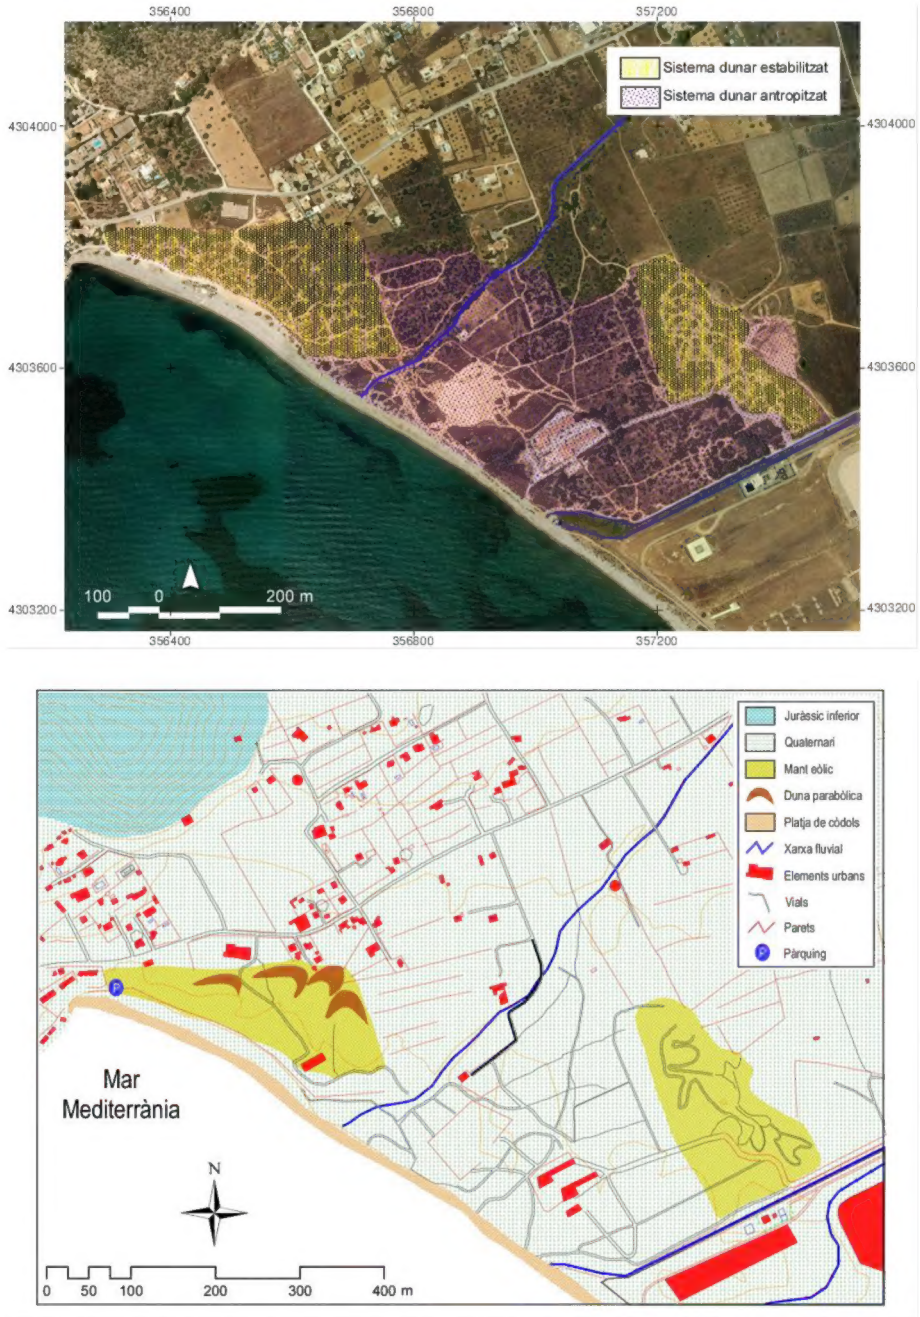 356400 356800 357200
Sistema dunar estabilitzat
Sistema dunar antropitzat
4304000 4304000
4303600 4303600
100 0 200 m
4303200 4303200
356400 356800 357200
Juràssic inferior
Quaternari
Mant eòlic
Duna parabòlica
Platja de còdols
Xarxa fluvial
Elements urbans
Vials
Parets
P Pàrquing
P
Mar
Mediterrània
N
0 50 100 200 300 400 m